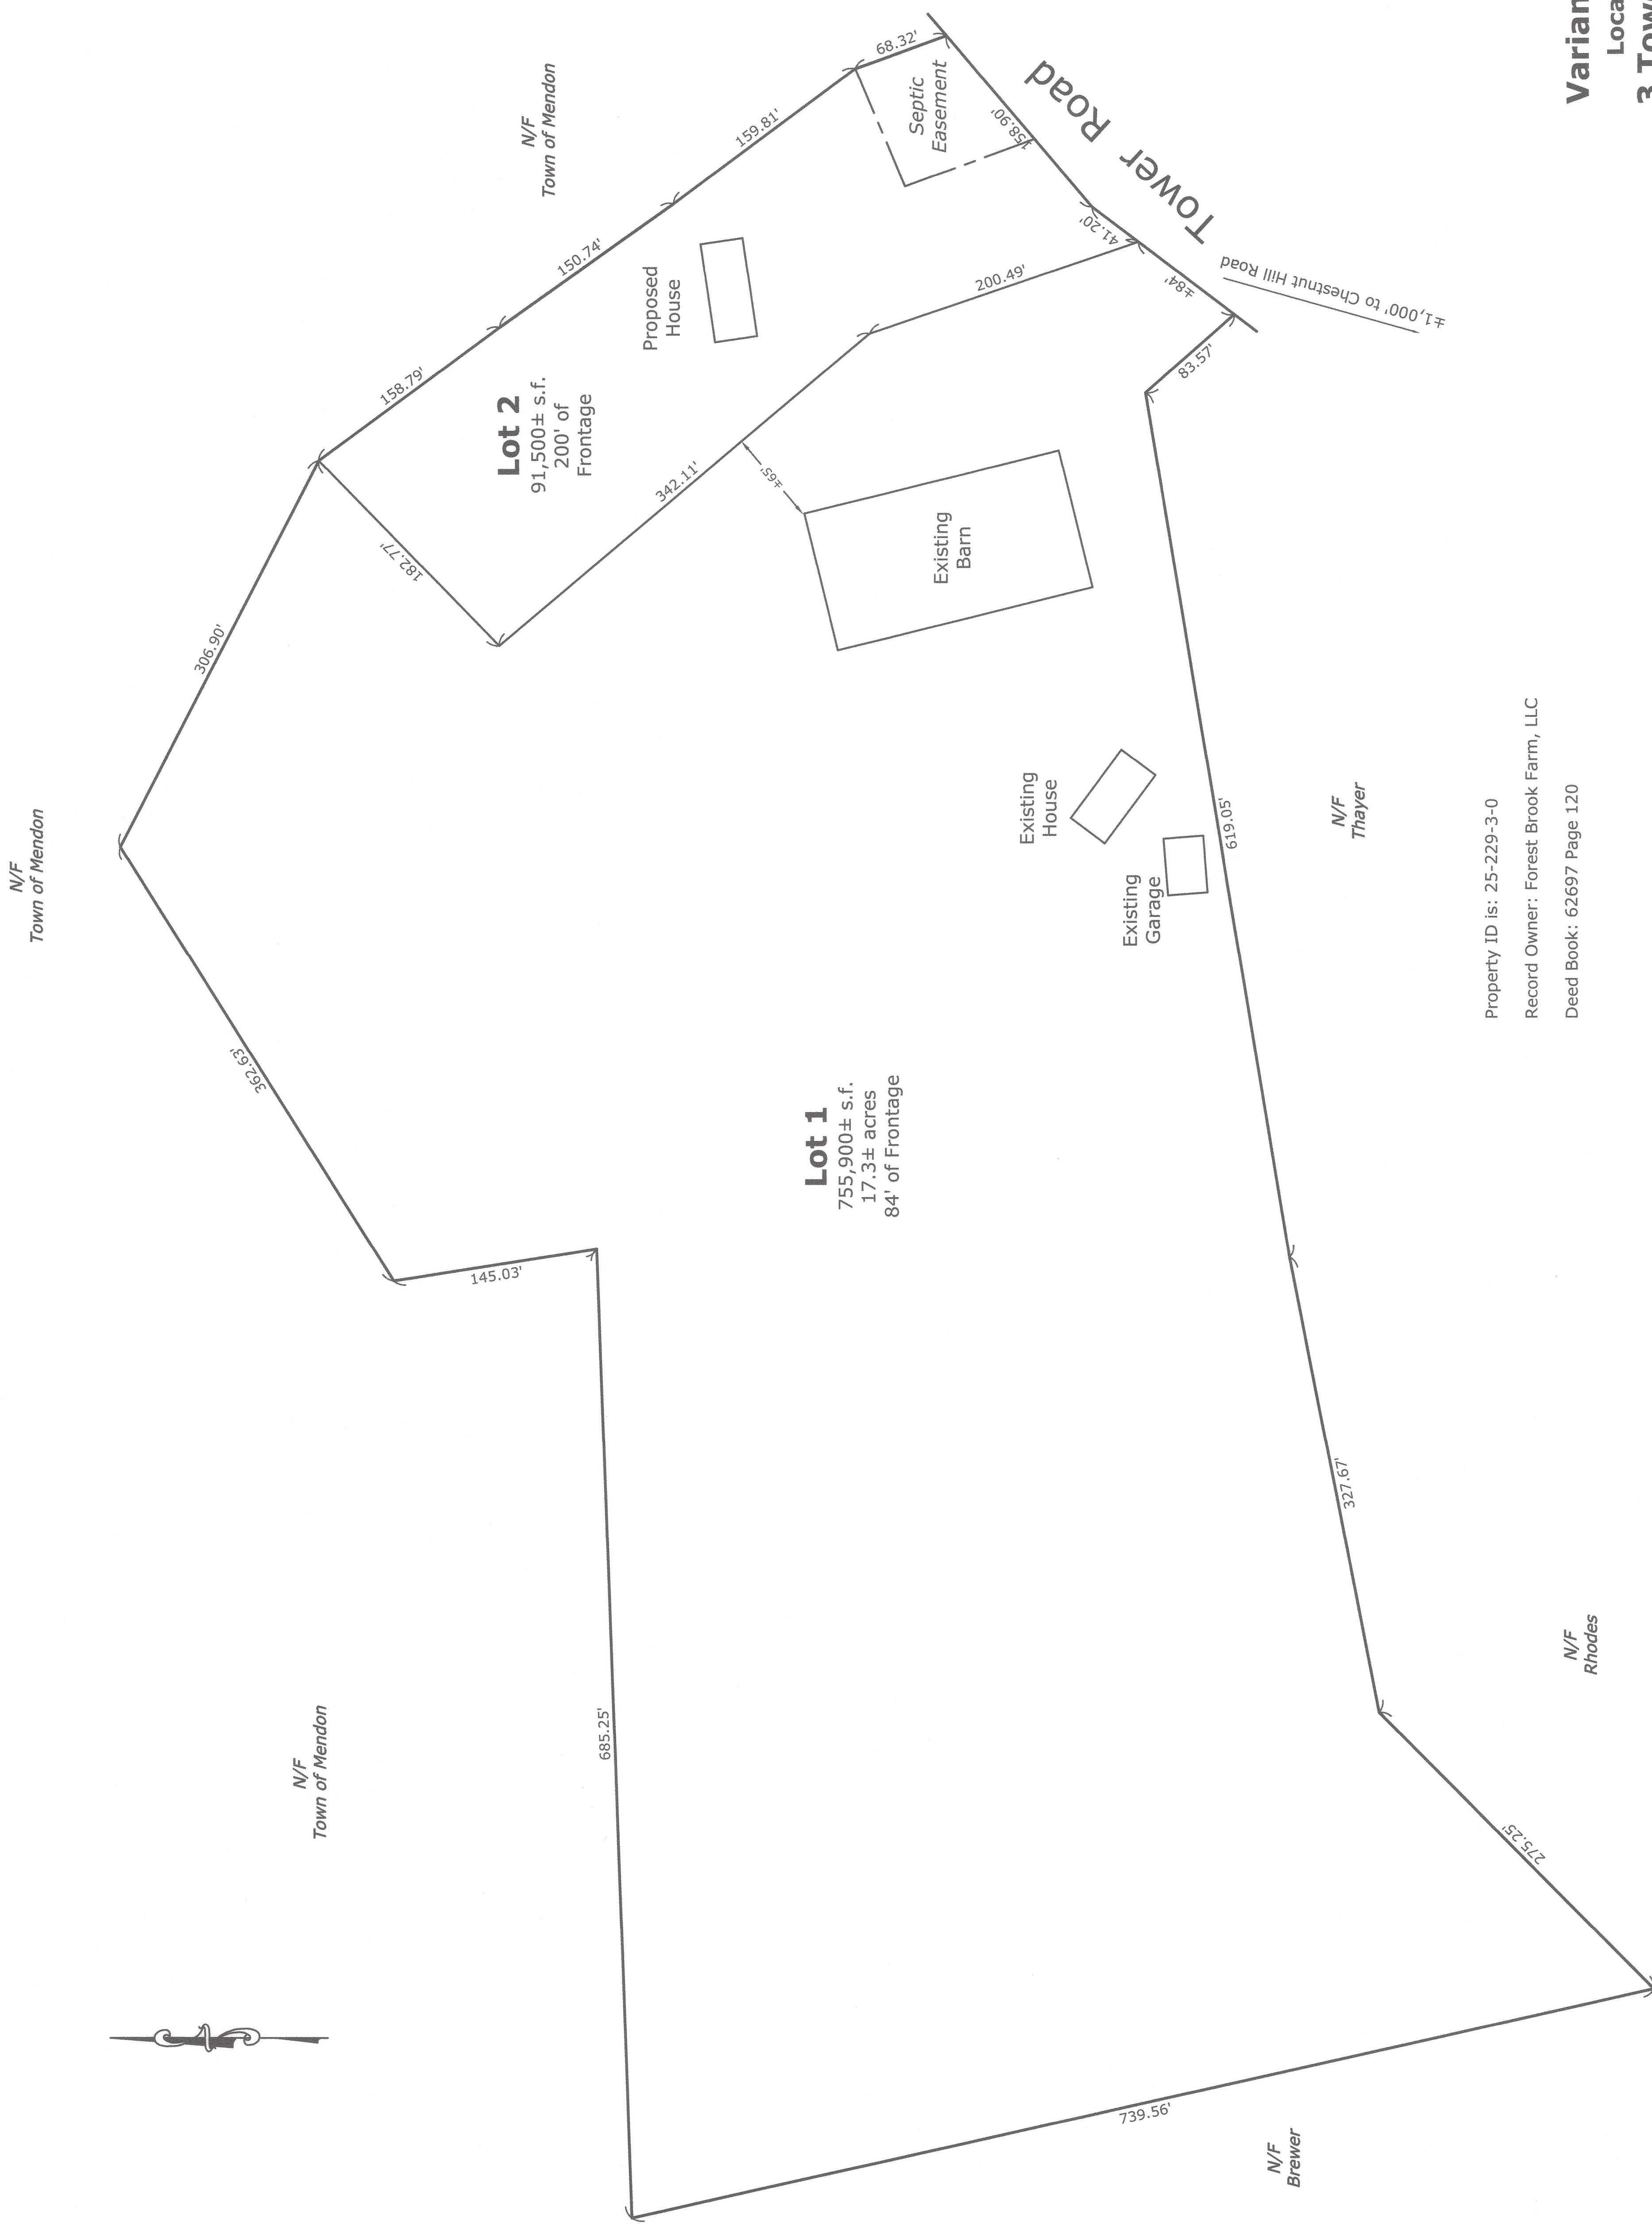 N/F
Town of Mendon
N/F
Town of Mendon
N/F
Town of Mendon
68.32'
159.81'
150.74'
158.79'
306.90'
362.63'
145.03'
685.25'
739.56'
275.25'
327.67'
619.05'
83.57'
±84'
41.20'
158.90'
200.49'
342.11'
182.77'
±65'
Septic
Easement
Tower Road
±1,000' to Chestnut Hill Road
Proposed
House
Lot 2
91,500± s.f.
200' of
Frontage
Existing
Barn
Existing
House
Existing
Garage
Lot 1
755,900± s.f.
17.3± acres
84' of Frontage
N/F
Thayer
N/F
Rhodes
N/F
Brewer
Property ID is: 25-229-3-0
Record Owner: Forest Brook Farm, LLC
Deed Book: 62697 Page 120
Varian
Loca
3 Tow